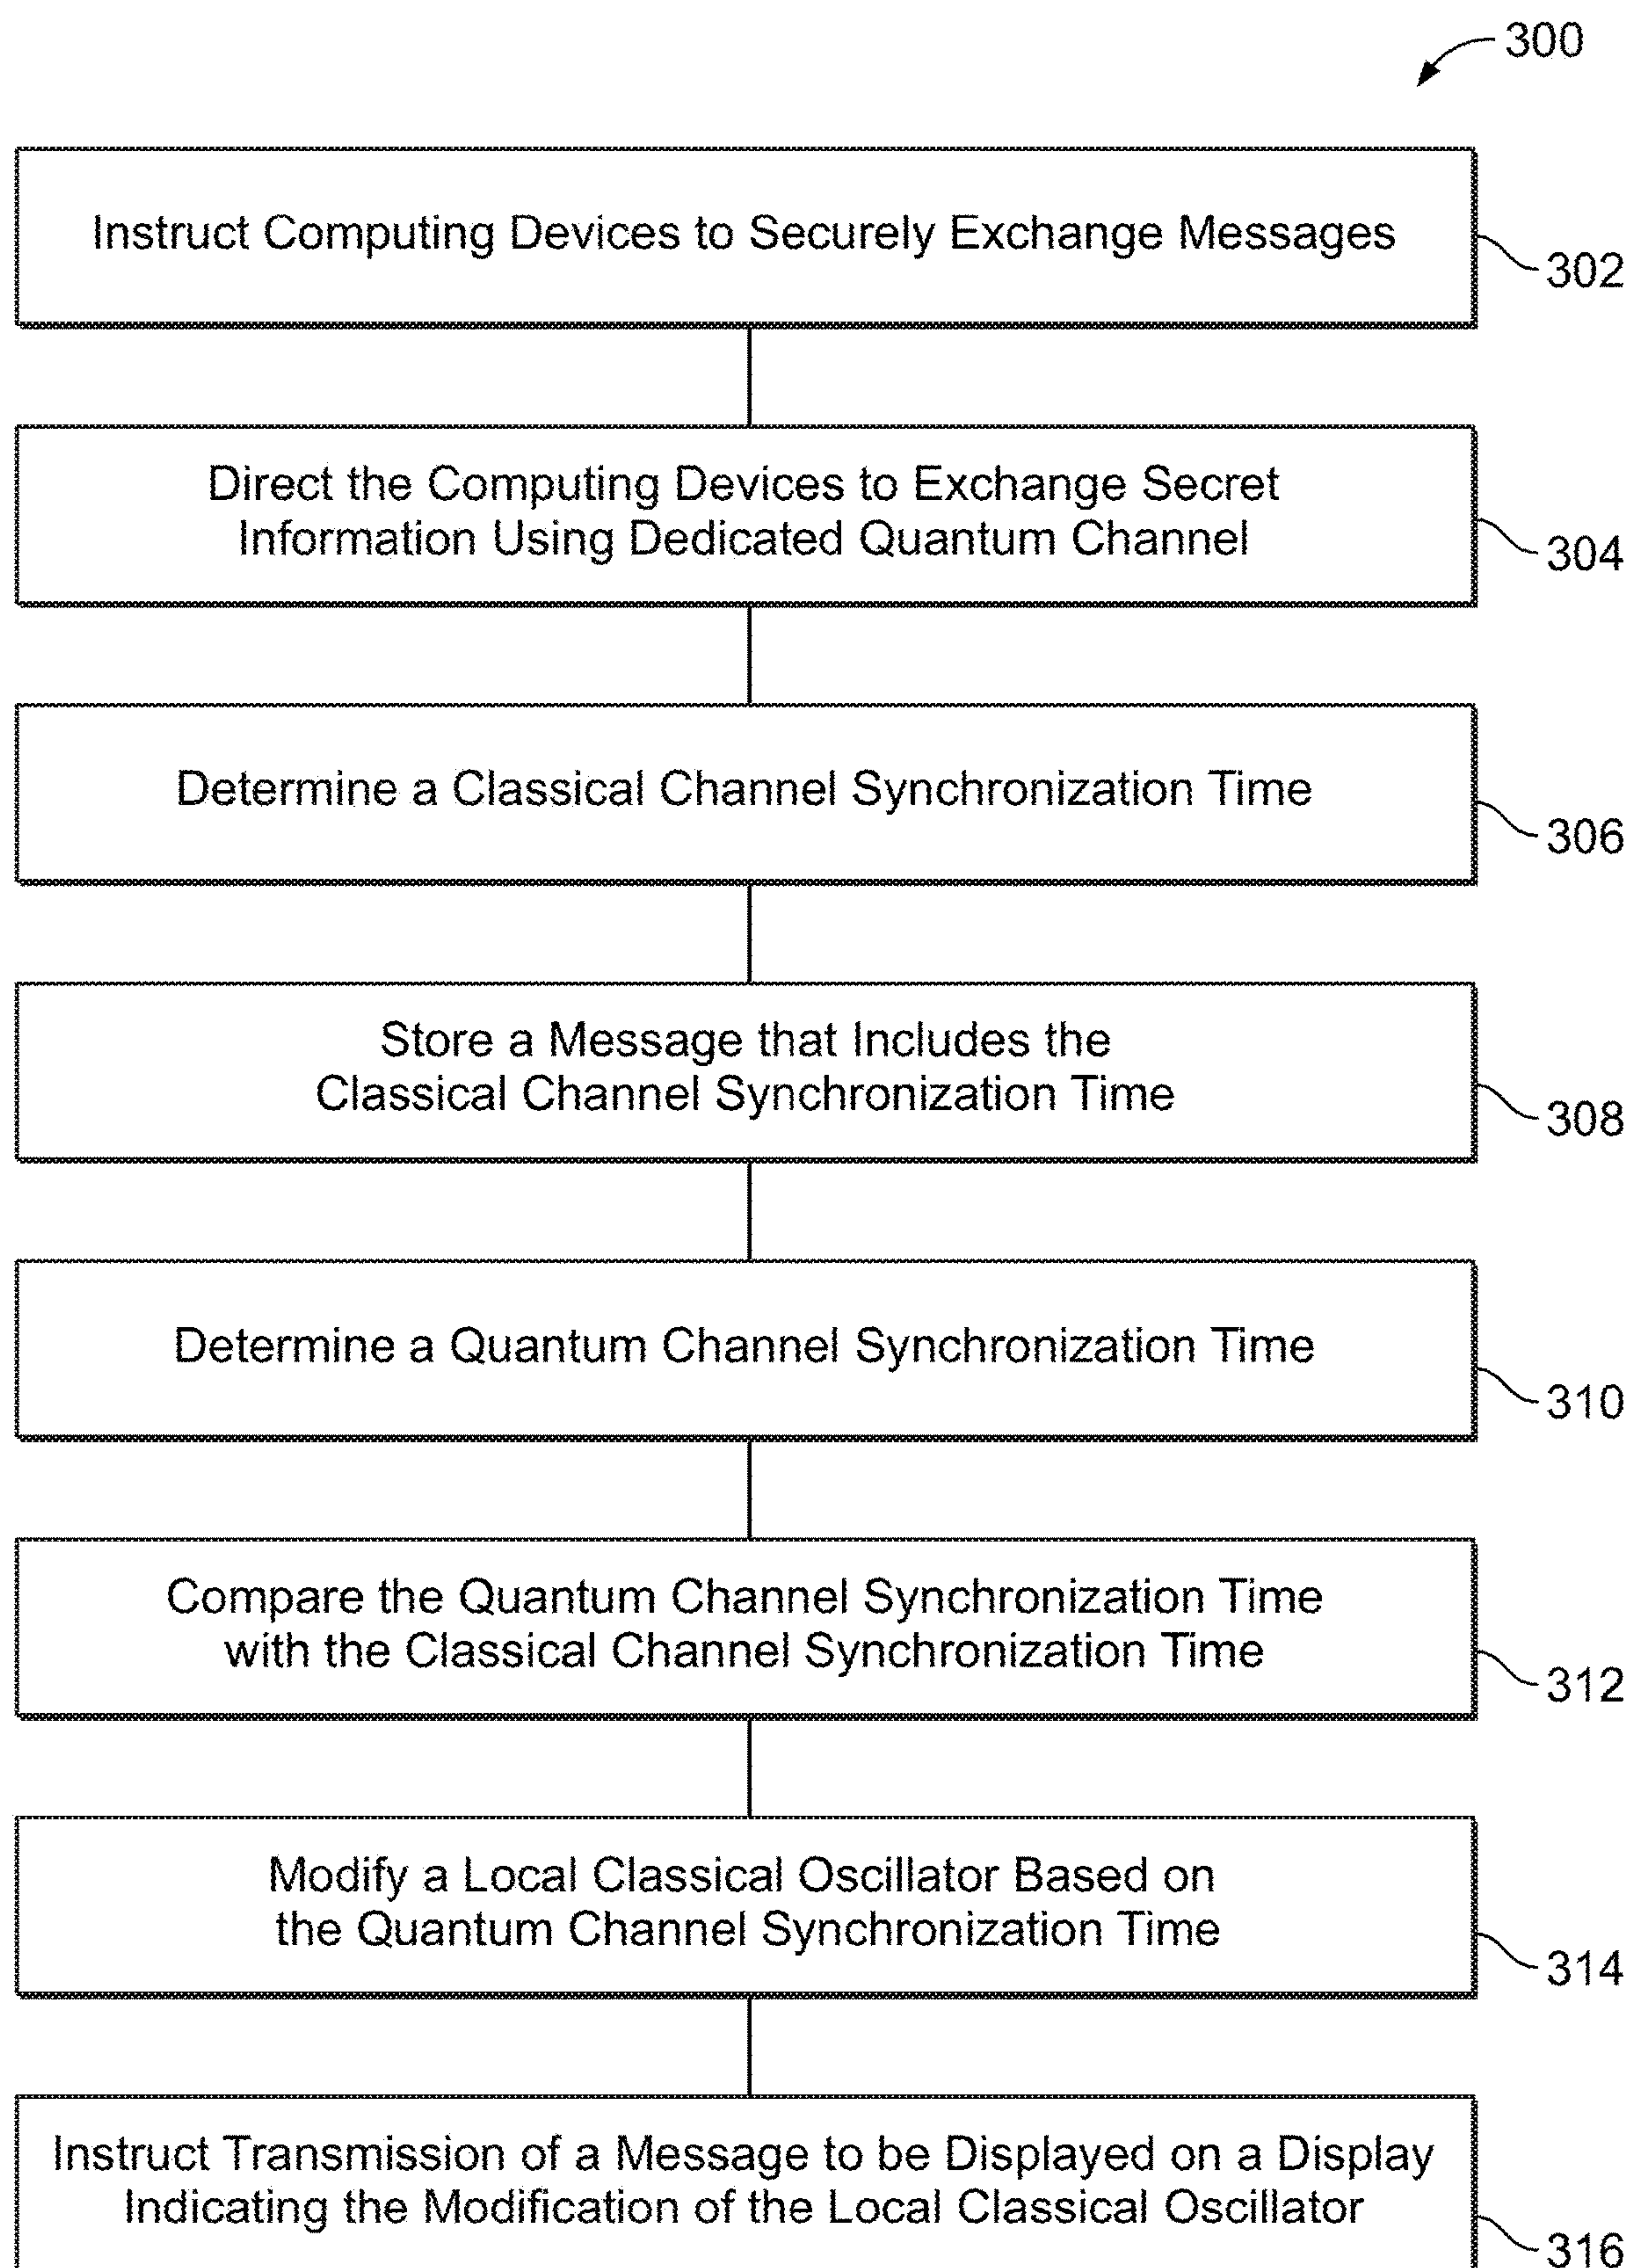 300
Instruct Computing Devices to Securely Exchange Messages
302
Direct the Computing Devices to Exchange Secret
Information Using Dedicated Quantum Channel
304
Determine a Classical Channel Synchronization Time
306
Store a Message that Includes the
Classical Channel Synchronization Time
308
Determine a Quantum Channel Synchronization Time
310
Compare the Quantum Channel Synchronization Time
with the Classical Channel Synchronization Time
312
Modify a Local Classical Oscillator Based on
the Quantum Channel Synchronization Time
314
Instruct Transmission of a Message to be Displayed on a Display
Indicating the Modification of the Local Classical Oscillator
316